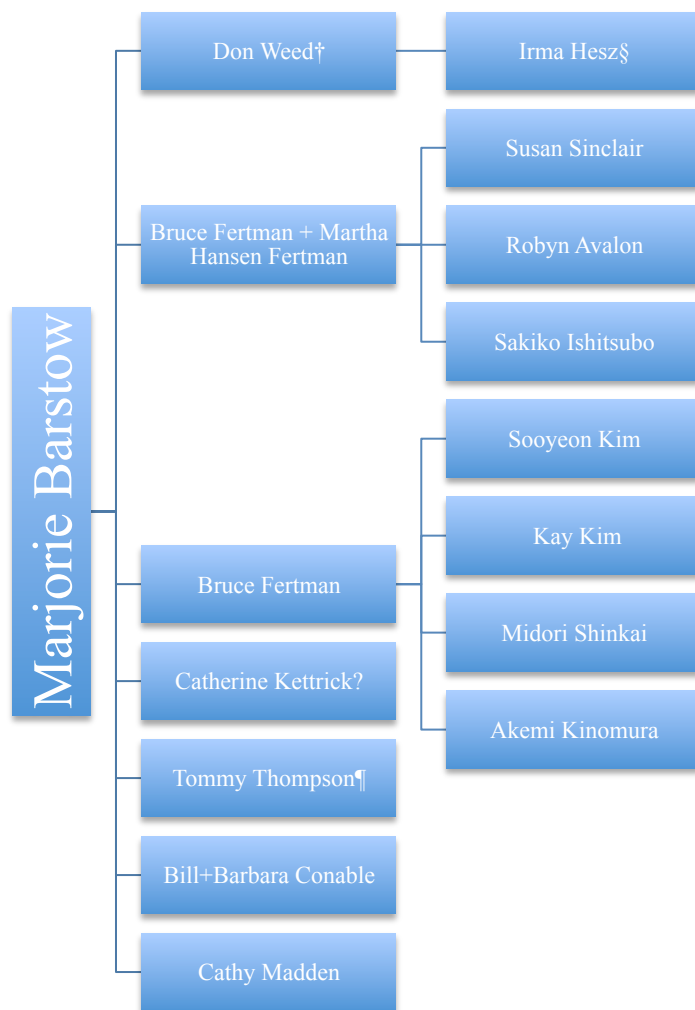 Marjorie Barstow
Don Weed†
Irma Hesz§
Bruce Fertman + Martha
Hansen Fertman
Susan Sinclair
Robyn Avalon
Sakiko Ishitsubo
Bruce Fertman
Sooyeon Kim
Kay Kim
Midori Shinkai
Akemi Kinomura
Catherine Kettrick?
Tommy Thompson¶
Bill+Barbara Conable
Cathy Madden